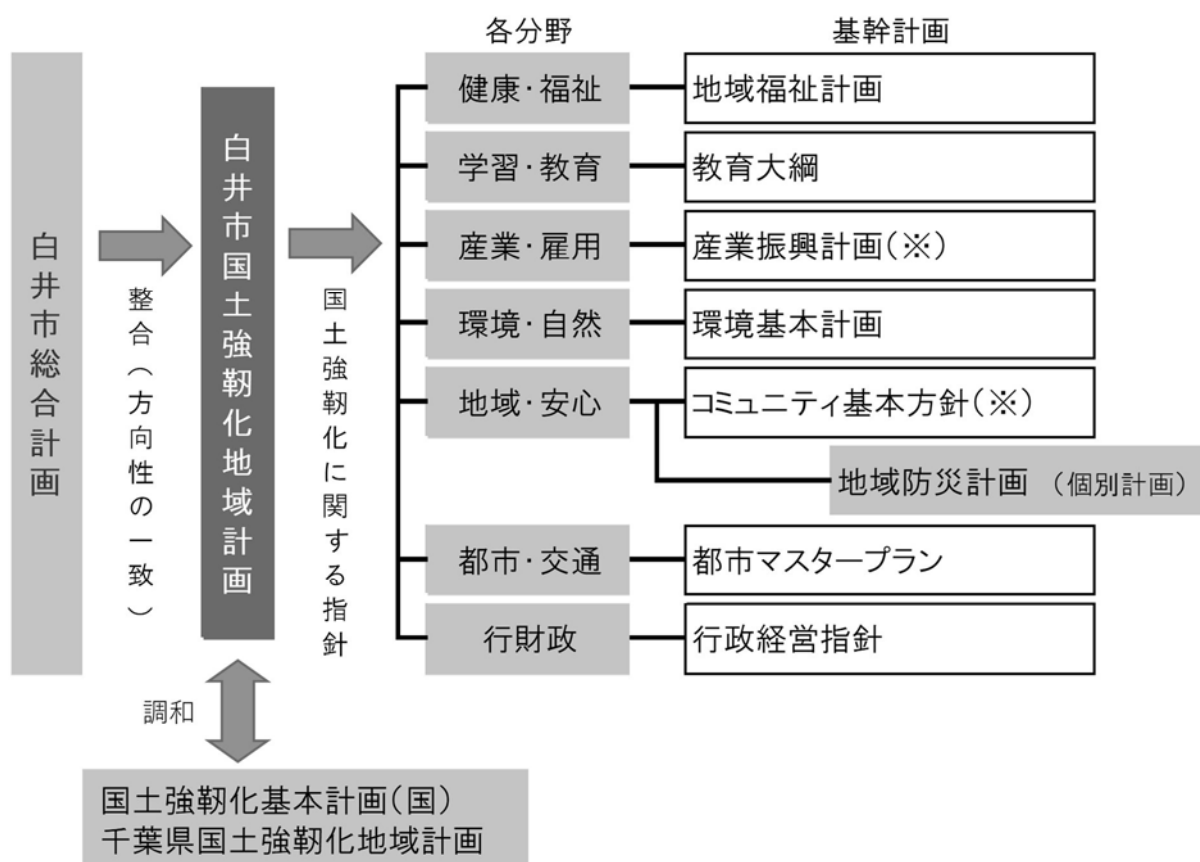 各分野
基幹計画
白井市総合計画
整合（方向性の一致）
白井市国土強靭化地域計画
国土強靭化に関する指針
健康・福祉
地域福祉計画
学習・教育
教育大綱
産業・雇用
産業振興計画(※)
環境・自然
環境基本計画
地域・安心
コミュニティ基本方針(※)
地域防災計画 （個別計画）
都市・交通
都市マスタープラン
行財政
行政経営指針
調和
国土強靭化基本計画(国)
千葉県国土強靭化地域計画